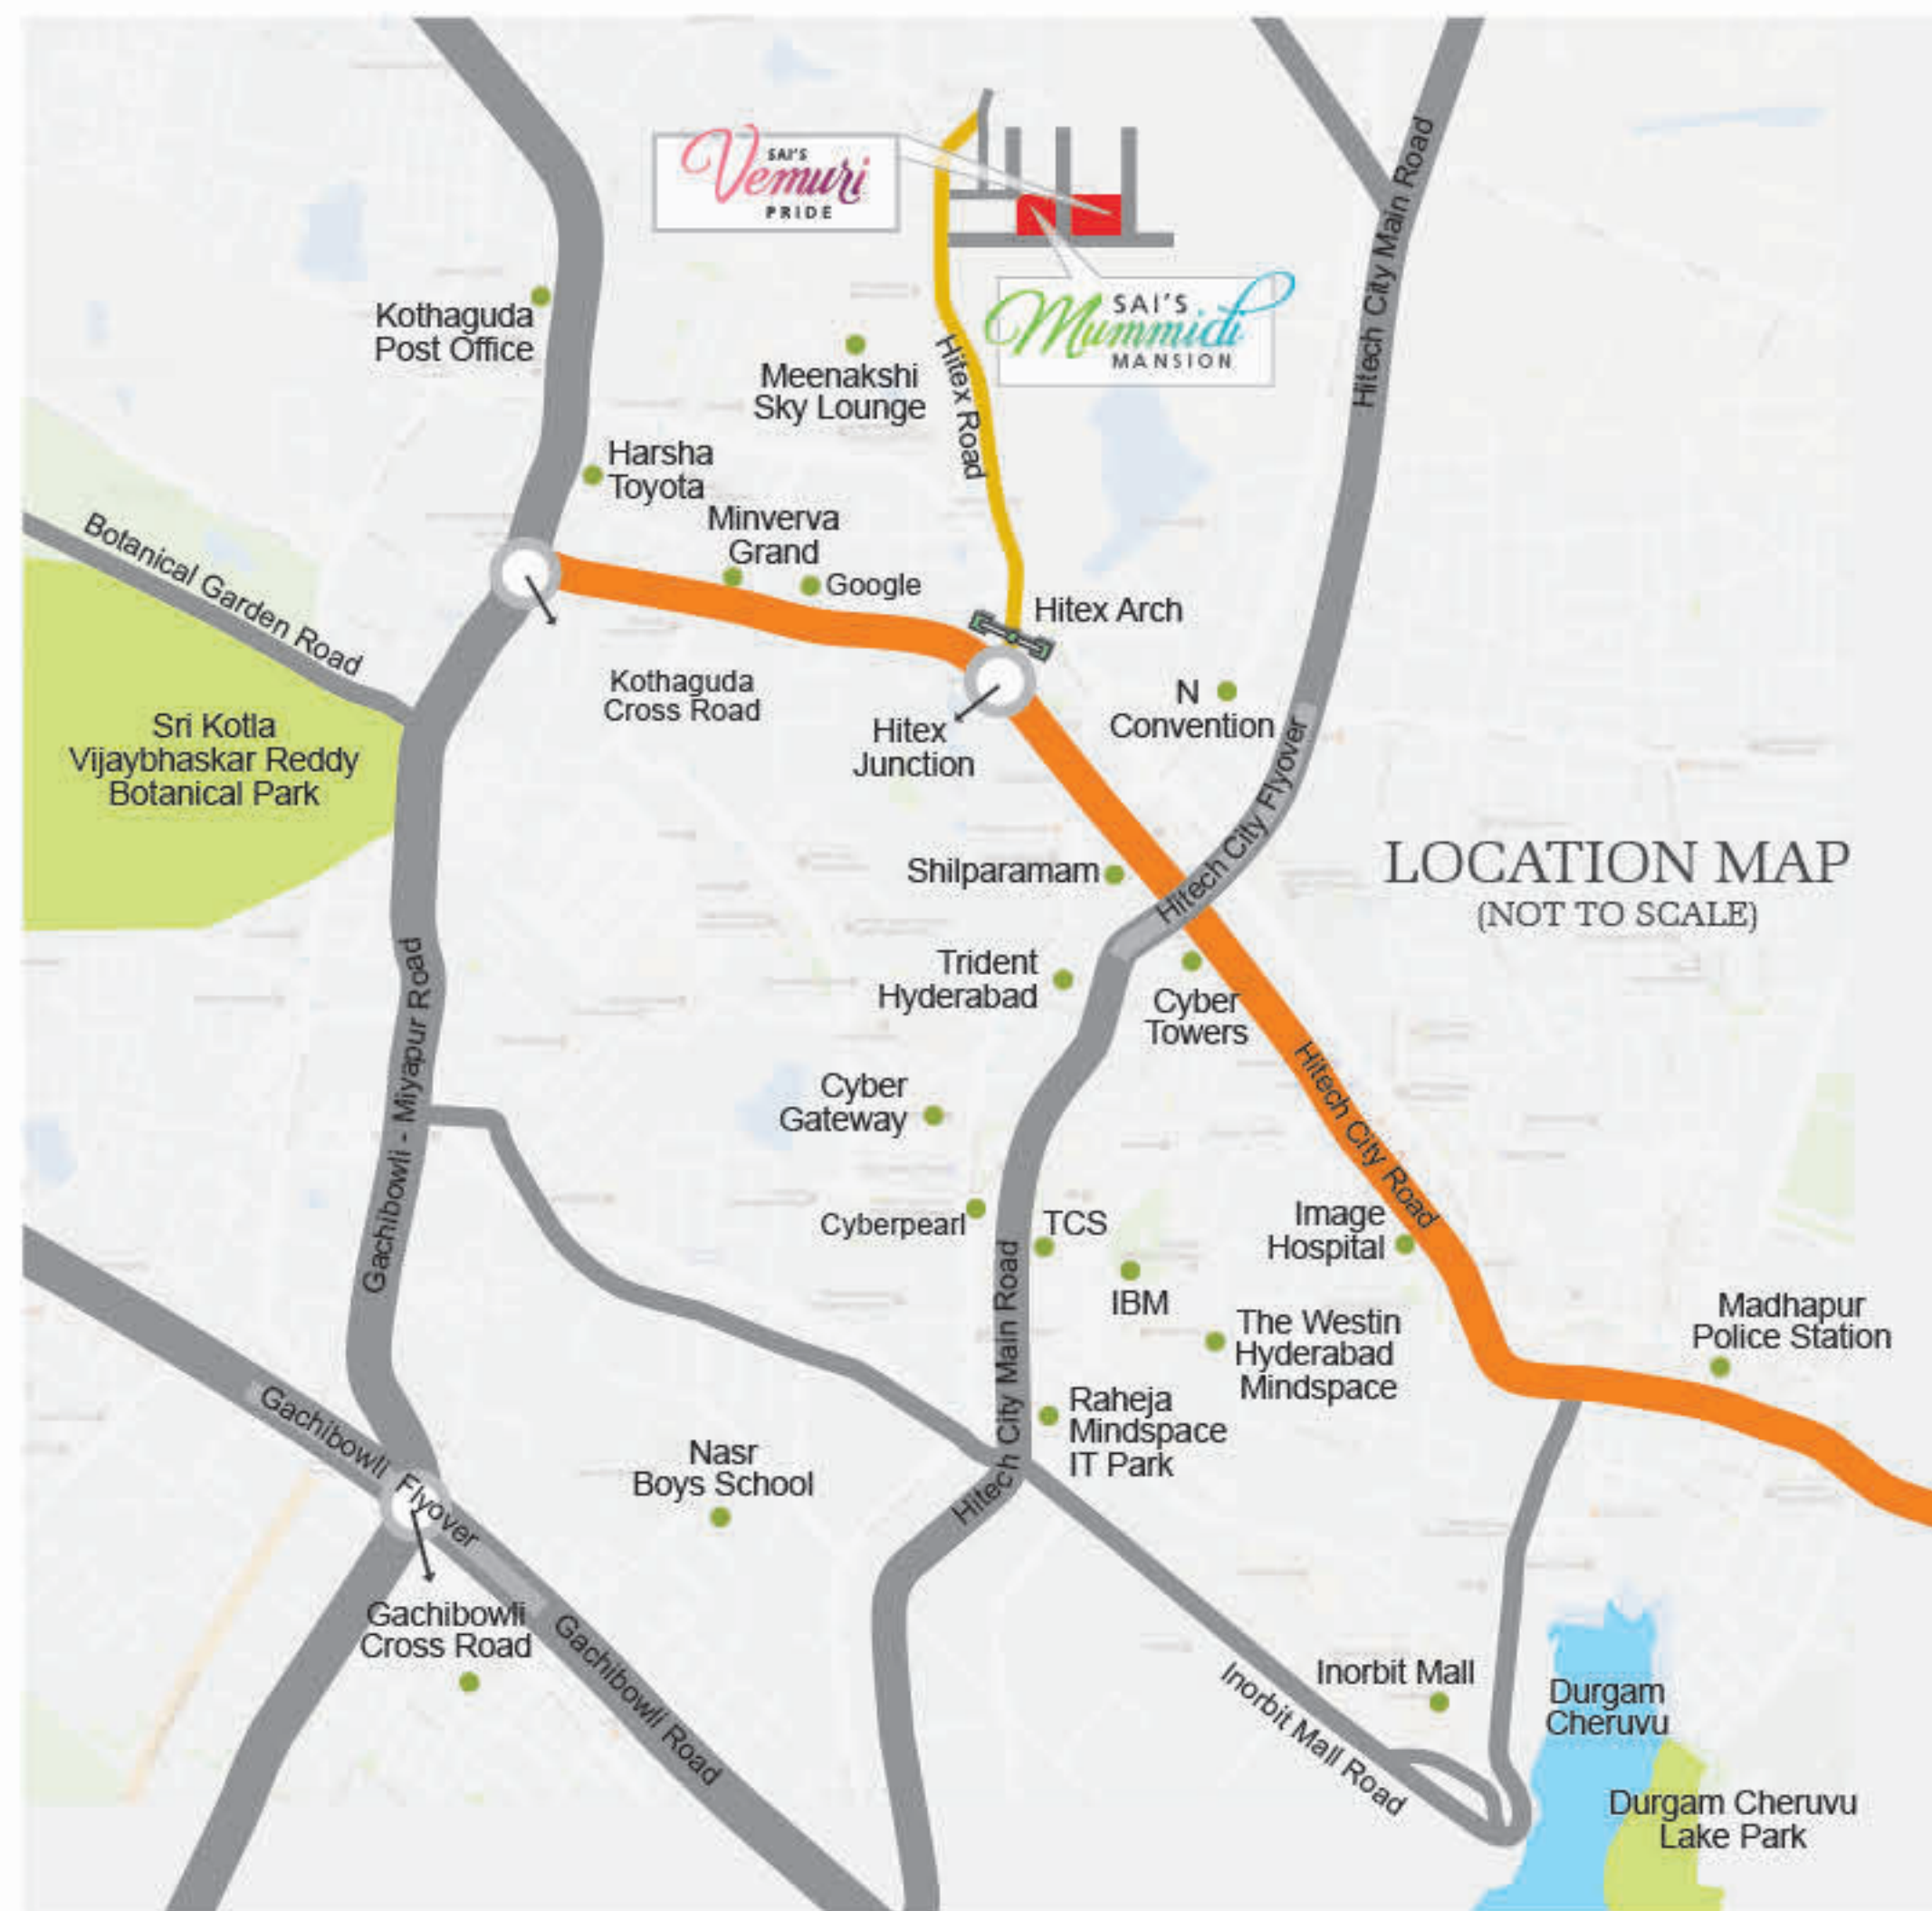 SAI'S
Vemuri
PRIDE
SAI'S
Mummidi
MANSION
Hitech City Main Road
Kothaguda
Post Office
Meenakshi
Sky Lounge
Hitex Road
Harsha
Toyota
Minverva
Grand
Google
Botanical Garden Road
Hitex Arch
Kothaguda
Cross Road
Hitex
Junction
N
Convention
Sri Kotla
Vijaybhaskar Reddy
Botanical Park
Hitech City Flyover
LOCATION MAP
(NOT TO SCALE)
Shilparamam
Trident
Hyderabad
Cyber
Towers
Gachibowli - Miyapur Road
Hitech City Road
Cyber
Gateway
Cyberpearl
TCS
IBM
Image
Hospital
The Westin
Hyderabad
Mindspace
Madhapur
Police Station
Hitech City Main Road
Raheja
Mindspace
IT Park
Gachibowli Flyover
Nasr
Boys School
Gachibowli
Cross Road
Gachibowli Road
Inorbit Mall
Inorbit Mall Road
Durgam
Cheruvu
Durgam Cheruvu
Lake Park